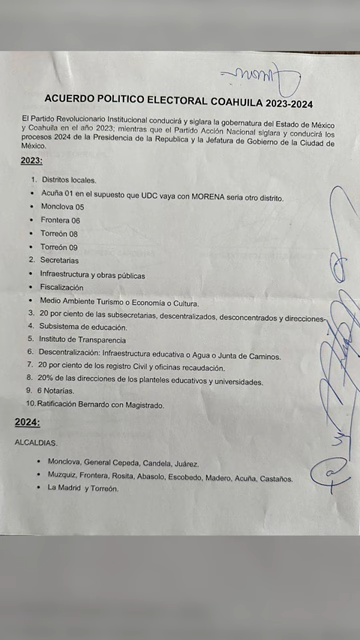 ACUERDO POLITICO ELECTORAL COAHUILA 2023-2024
El Partido Revolucionario Institucional conducirá y siglara la gobernatura del Estado de México
y Coahuila en el año 2023; mientras que el Partido Acción Nacional siglara y conducirá los
procesos 2024 de la Presidencia de la Republica y la Jefatura de Gobierno de la Ciudad de
México.
2023:
1. Distritos locales.
• Acuña 01 en el supuesto que UDC vaya con MORENA seria otro distrito.
• Monclova 05
• Frontera 06
• Torreón 08
• Torreón 09
2. Secretarias
• Infraestructura y obras públicas
• Fiscalización
• Medio Ambiente Turismo o Economía o Cultura.
3. 20 por ciento de las subsecretarias, descentralizados, desconcentrados y direcciones.
4. Subsistema de educación.
5. Instituto de Transparencia
6. Descentralización: Infraestructura educativa o Agua o Junta de Caminos.
7. 20 por ciento de los registro Civil y oficinas recaudación.
8. 20% de las direcciones de los planteles educativos y universidades.
9. 6 Notarias.
10. Ratificación Bernardo con Magistrado.
2024:
ALCALDIAS.
• Monclova, General Cepeda, Candela, Juárez.
• Muzquiz, Frontera, Rosita, Abasolo, Escobedo, Madero, Acuña, Castaños.
• La Madrid y Torreón.